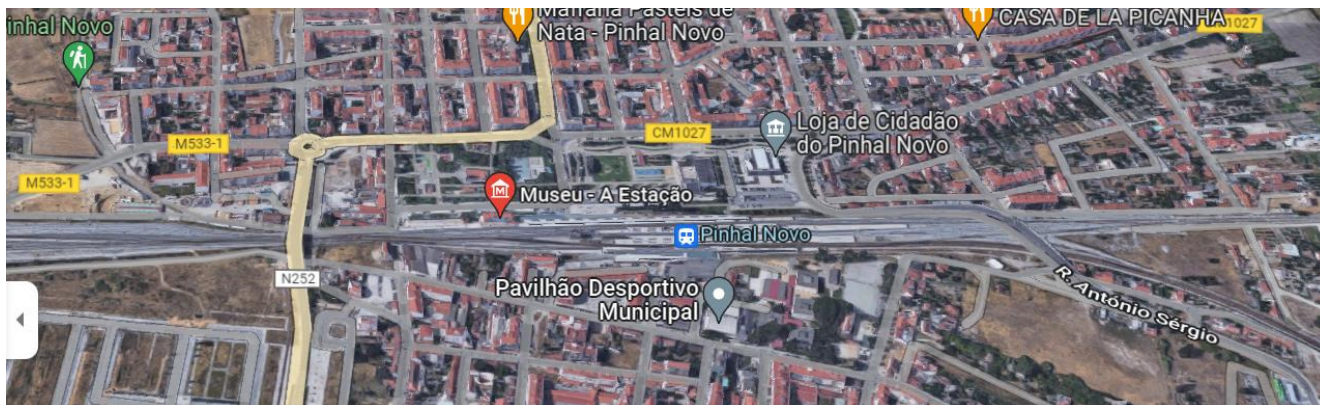 inhal Novo
Mafraria Pastéis de
Nata - Pinhal Novo
CASA DE LA PICANHA
1027
M533-1
CM1027
Loja de Cidadão
do Pinhal Novo
M533-1
Museu - A Estação
Pinhal Novo
N252
Pavilhão Desportivo
Municipal
R. António Sérgio